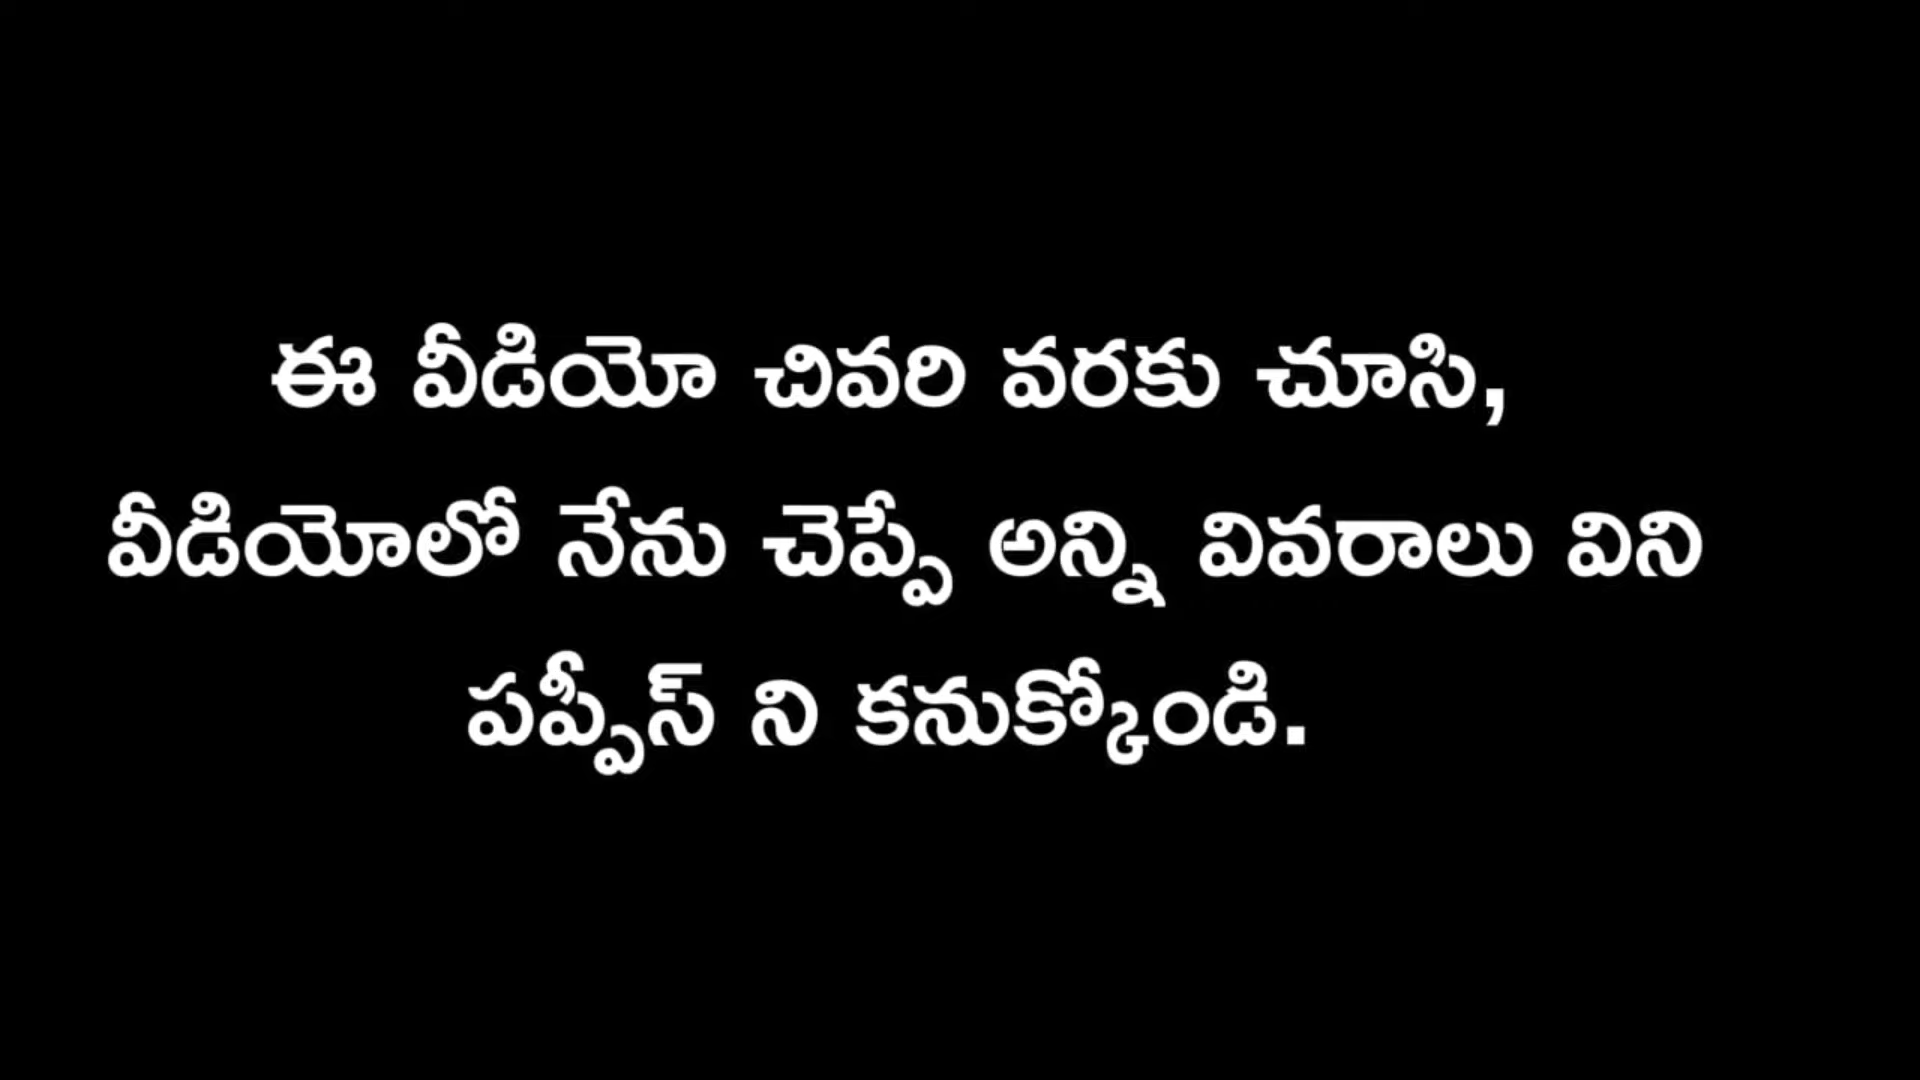 ఈ వీడియో చివరి వరకు చూసి,
వీడియోలో నేను చెప్పే అన్ని వివరాలు విని
పప్పీస్ ని కనుక్కోండి.